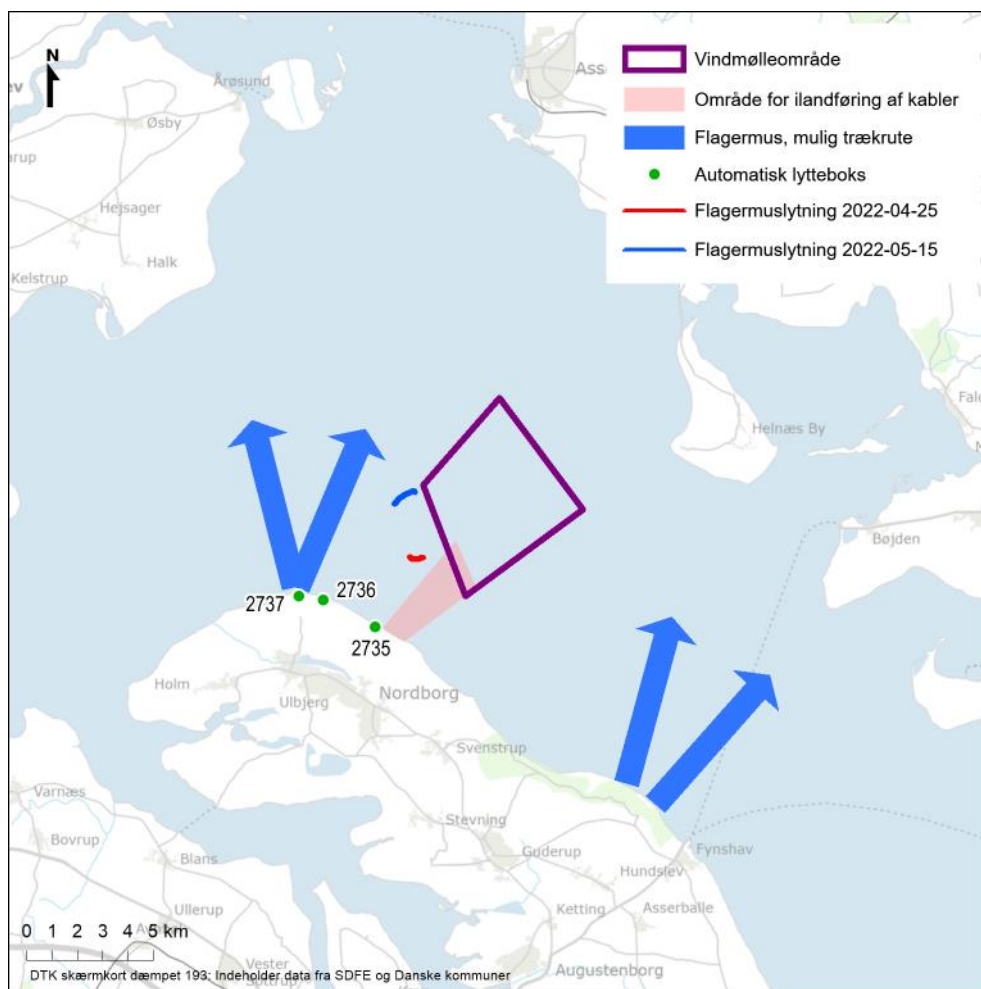 N
Årøsund
Øsby
Hejsager
Halk
Kelstrup
Ass
Vindmølleområde
Område for ilandføring af kabler
Flagermus, mulig trækrute
Automatisk lytteboks
Flagermuslytning 2022-04-25
Flagermuslytning 2022-05-15
Helnæs By
Bøjden
2737
2736
2735
Holm
Ulbjerg
Nordborg
Svenstrup
Varnæs
Bovrup
Blans
Stevning
Guderup
Fynshav
Hundslev
Ullerup
Ketting
Asserballe
0 1 2 3 4 5 km
Vester
Augustenborg
DTK skærmkort dæmpet 193; Indeholder data fra SDFE og Danske kommuner